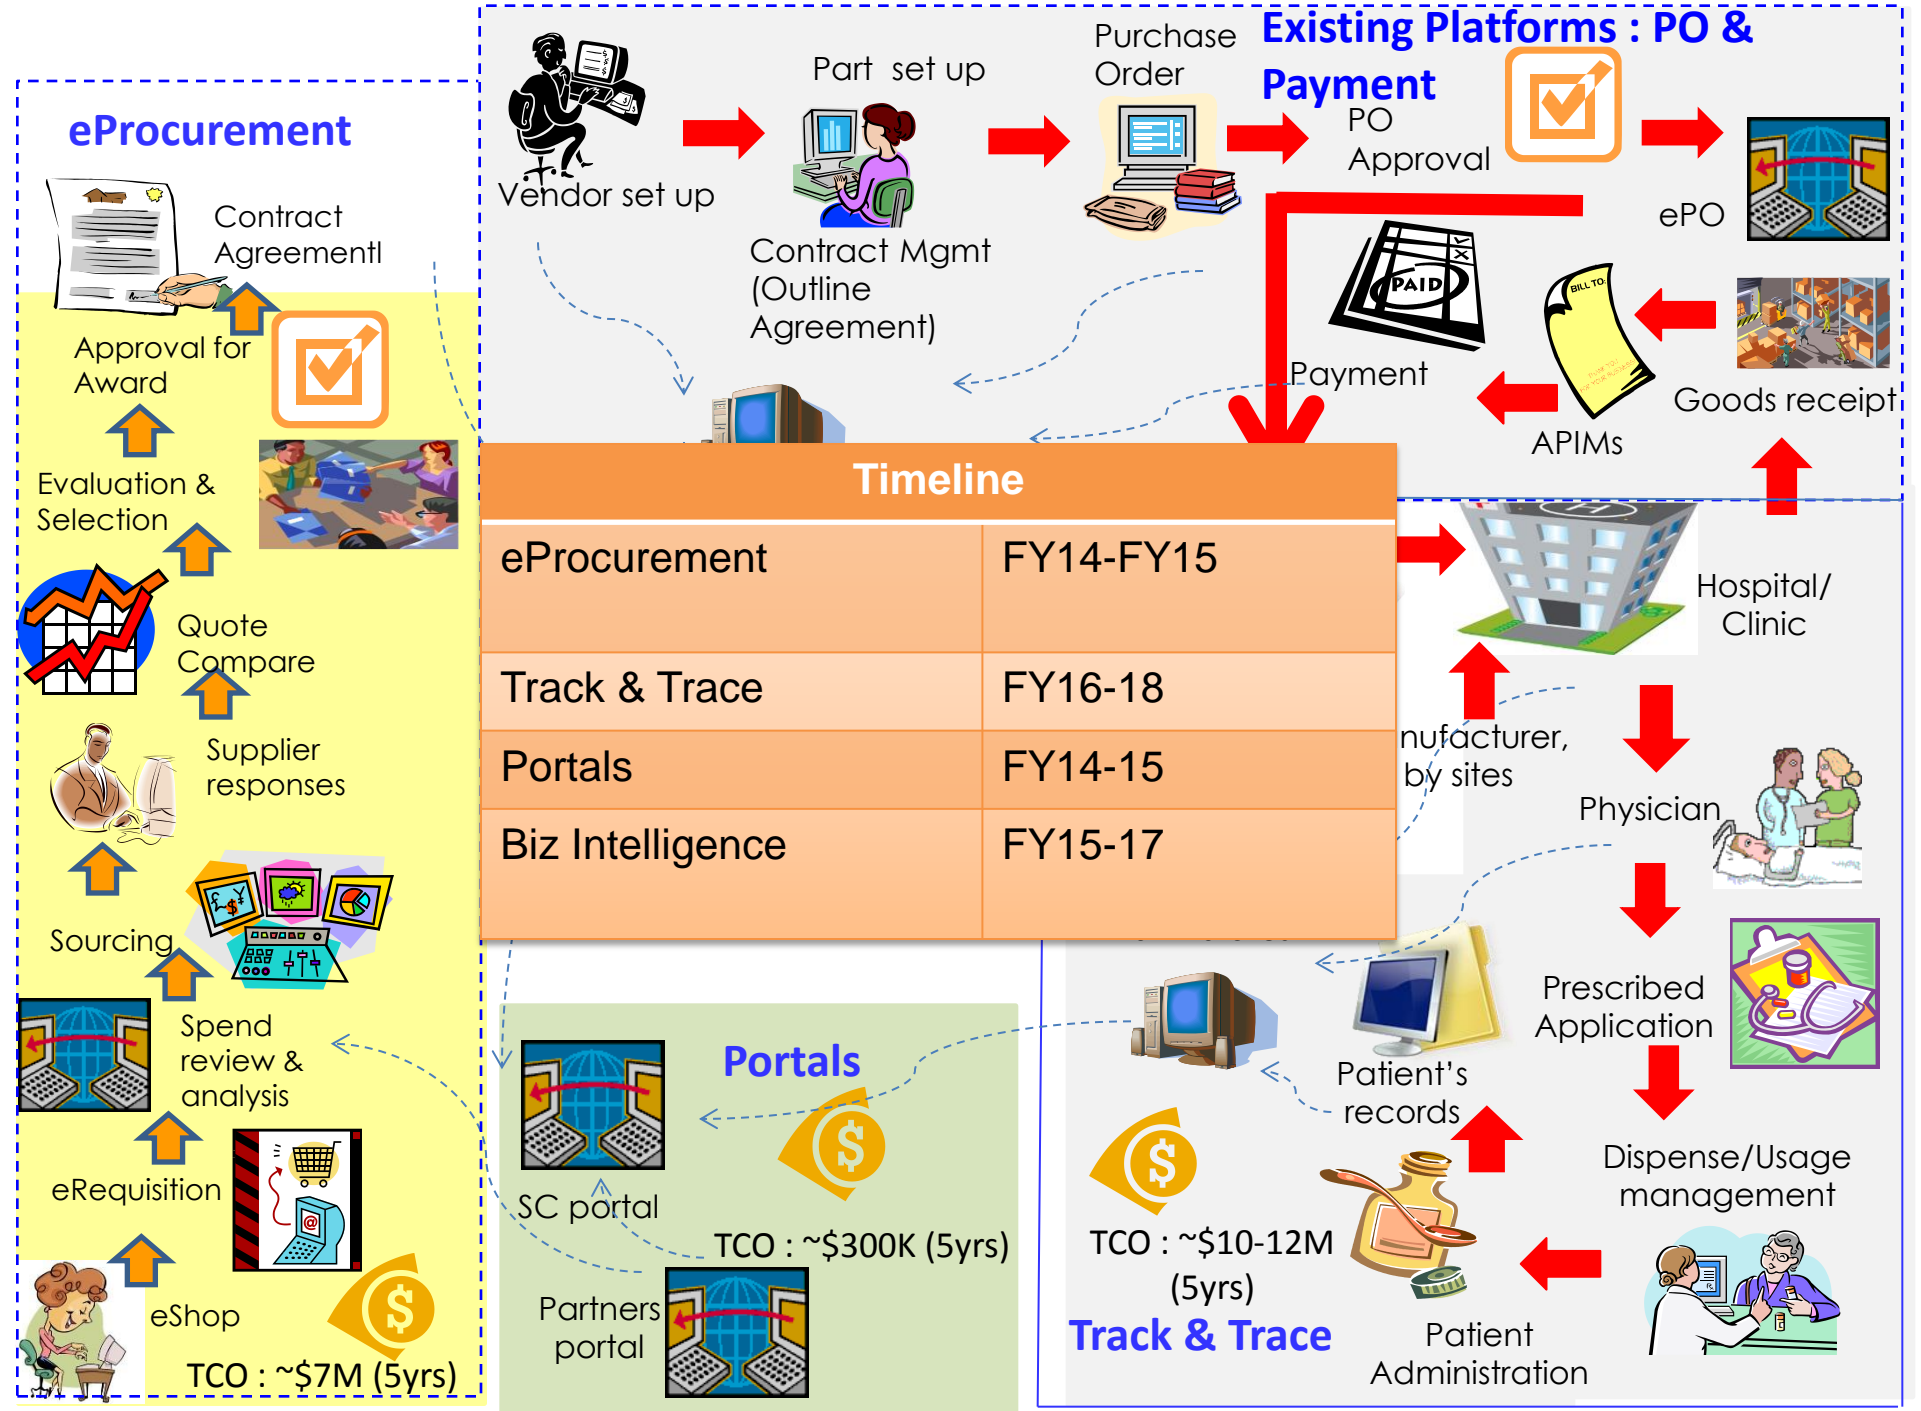 Existing Platforms : PO &
Payment
eProcurement
Purchase
Order
Part  set up
PO
Approval
Vendor set up
ePO
Contract
Agreementl
Contract Mgmt
(Outline
Agreement)
PAID
BILL TO:
Payment
Goods receipt
APIMs
Approval for
Award
Evaluation &
Selection
Quote
Compare
Supplier
responses
Sourcing
Spend
review &
analysis
eRequisition
eShop
TCO : ~$7M (5yrs)
Timeline
eProcurement FY14-FY15
Track & Trace FY16-18
Portals FY14-15
Biz Intelligence FY15-17
H
Hospital/
Clinic
nufacturer,
by sites
Physician
Prescribed
Application
Patient's
records
Dispense/Usage
management
Patient
Administration
Portals
SC portal
TCO : ~$300K (5yrs)
Partners
portal
TCO : ~$10-12M
(5yrs)
Track & Trace